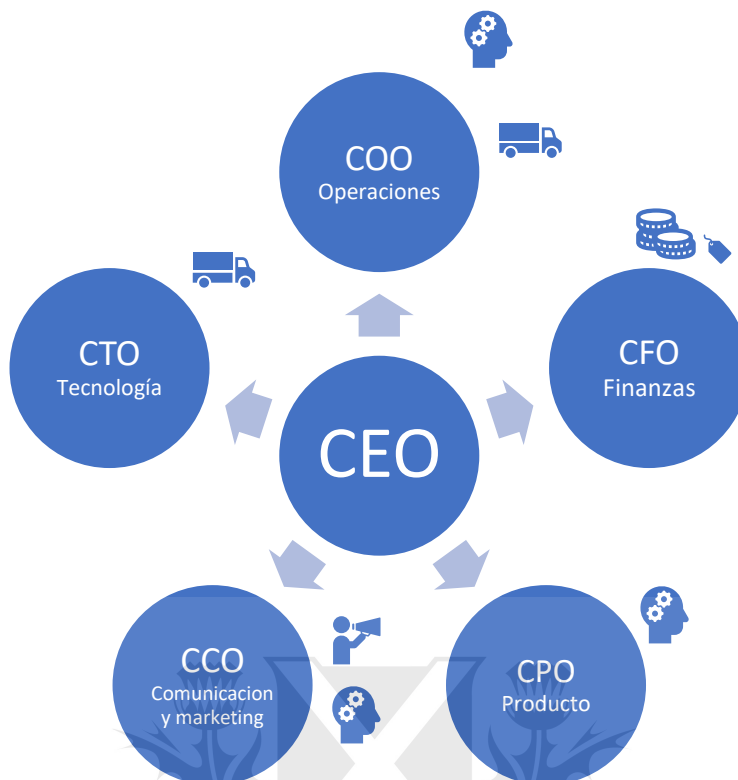 COO
Operaciones
CTO
Tecnología
CFO
Finanzas
CEO
CCO
Comunicacion
y marketing
CPO
Producto